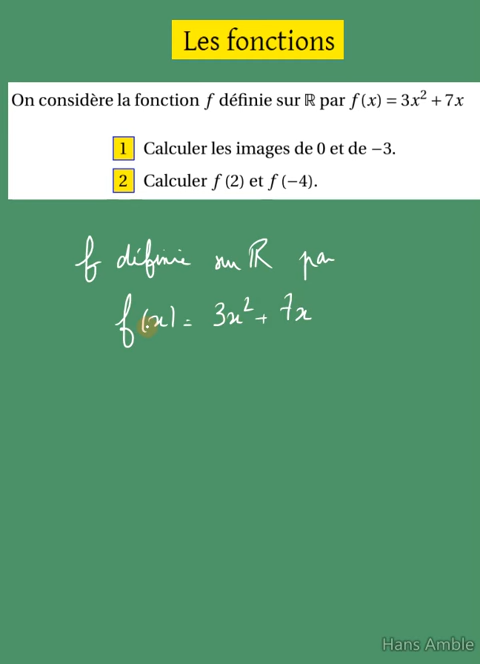 Les fonctions
On considère la fonction f définie sur ℝ par f(x) = 3x² + 7x
1 Calculer les images de 0 et de −3.
2 Calculer f(2) et f(−4).
f définie sur ℝ par
f(x) = 3x² + 7x
Hans Amble